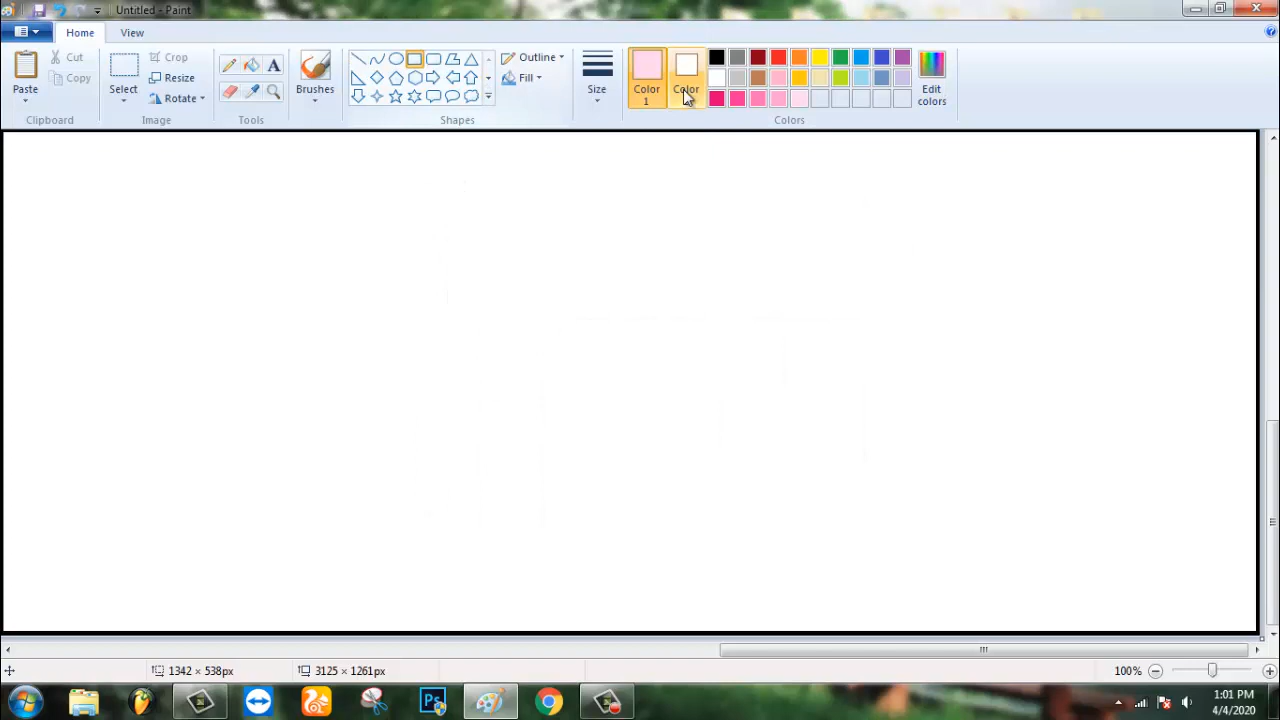 Untitled - Paint
Home
View
Paste
Cut
Copy
Clipboard
Select
Crop
Resize
Rotate
Image
Tools
Brushes
Outline
Fill
Shapes
Size
Color
1
Color
Edit
colors
Colors
1342 × 538px
3125 × 1261px
100%
Ps
1:01 PM
4/4/2020